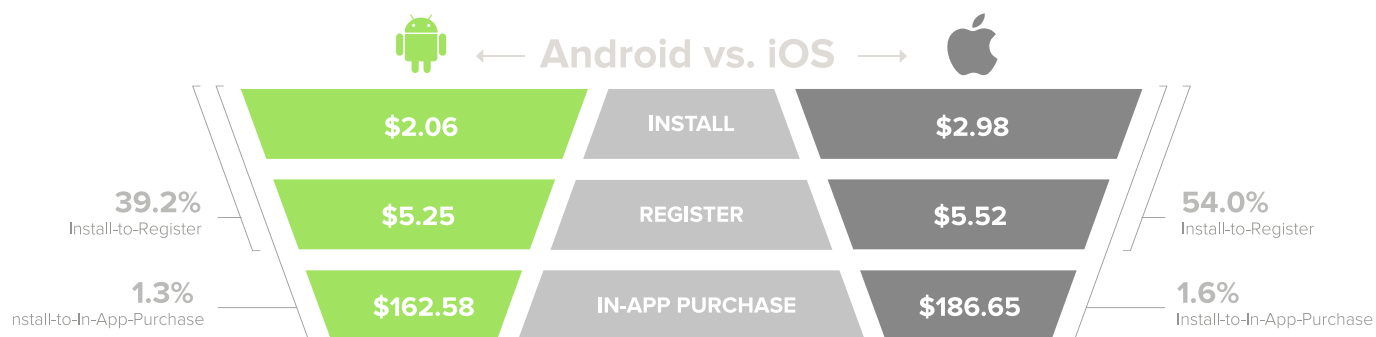 Android vs. iOS
$2.06
INSTALL
$2.98
39.2%
Install-to-Register
$5.25
REGISTER
$5.52
54.0%
Install-to-Register
1.3%
nstall-to-In-App-Purchase
$162.58
IN-APP PURCHASE
$186.65
1.6%
Install-to-In-App-Purchase